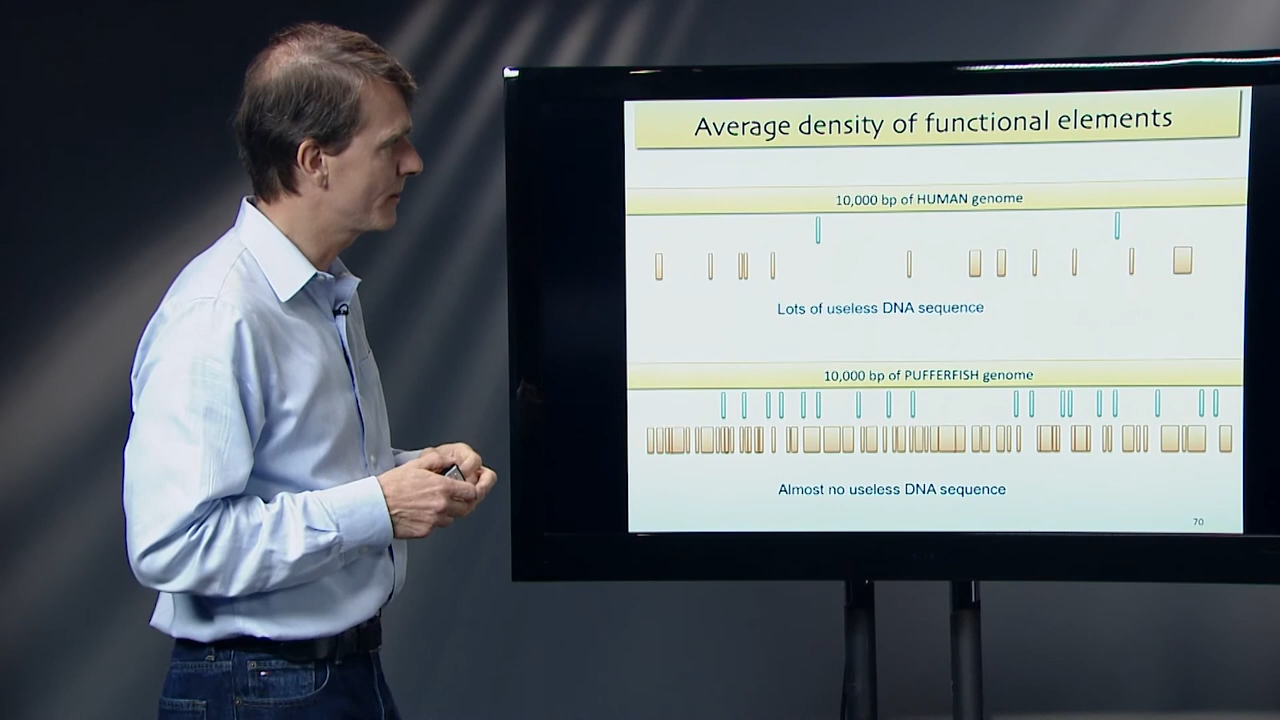 Average density of functional elements
10,000 bp of HUMAN genome
Lots of useless DNA sequence
10,000 bp of PUFFERFISH genome
Almost no useless DNA sequence
70